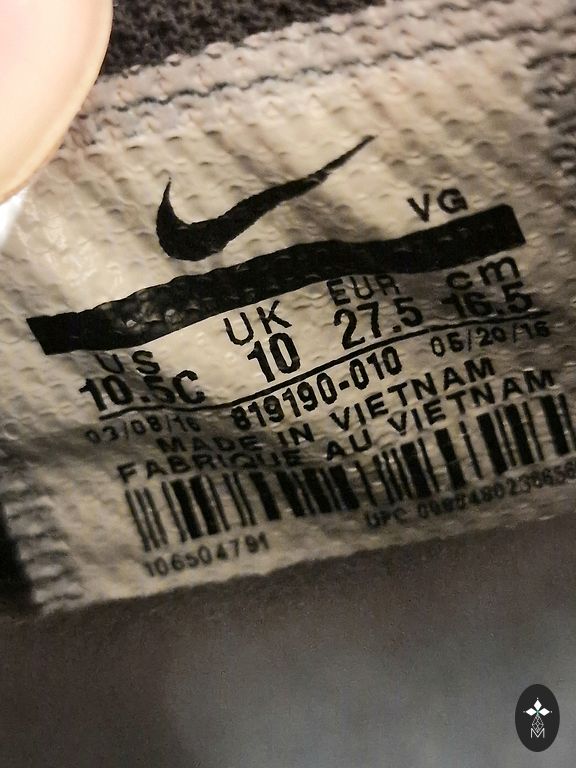 VG
US UK EUR cm
10.5C 10 27.5 16.5
03/08/16 819190-010 05/20/16
MADE IN VIETNAM
FABRIQUE AU VIETNAM
106504791
UPC
M